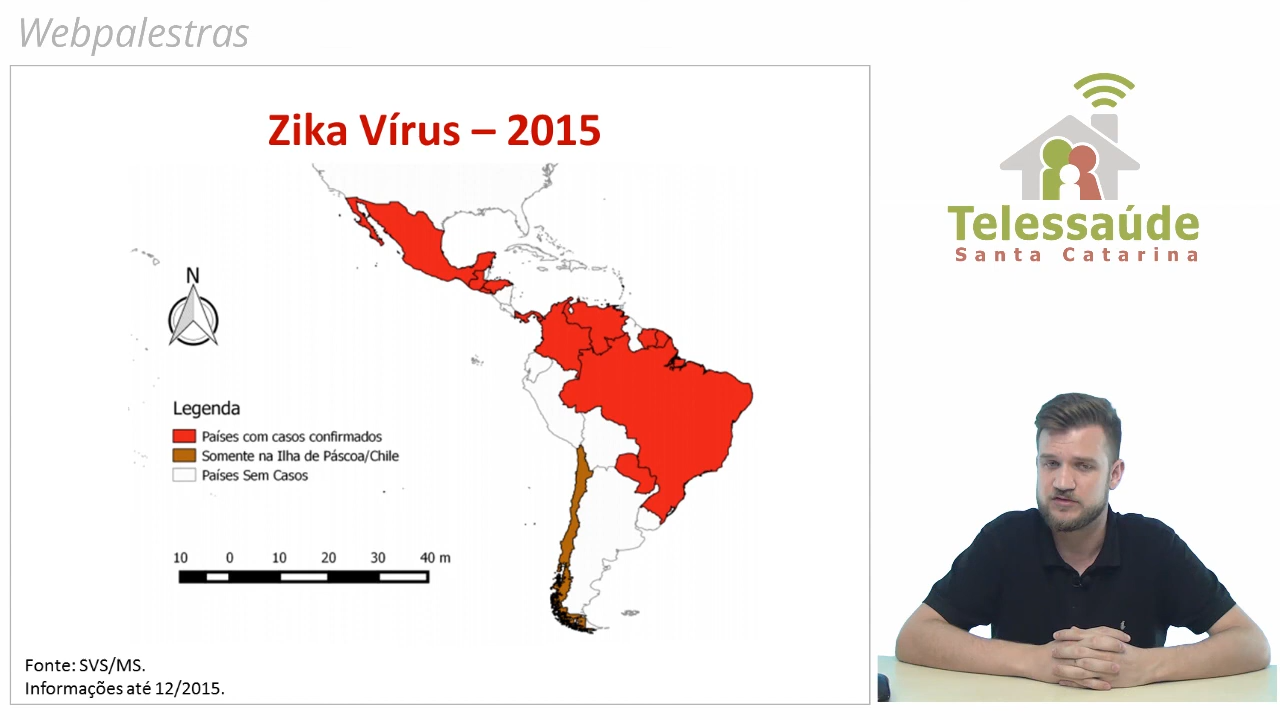 Webpalestras
Zika Vírus – 2015
N
Legenda
Países com casos confirmados
Somente na Ilha de Páscoa/Chile
Países Sem Casos
10 0 10 20 30 40 m
Fonte: SVS/MS.
Informações até 12/2015.
Telessaúde
Santa Catarina